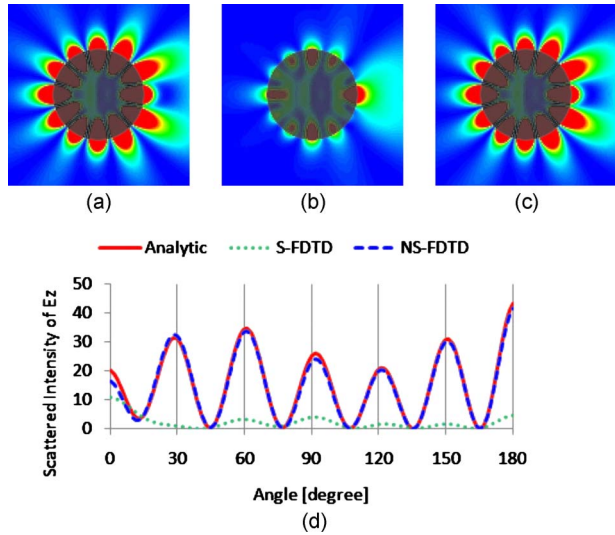 (a) (b) (c)
Analytic S-FDTD NS-FDTD
Scattered Intensity of Ez
50
40
30
20
10
0
0 30 60 90 120 150 180
Angle [degree]
(d)